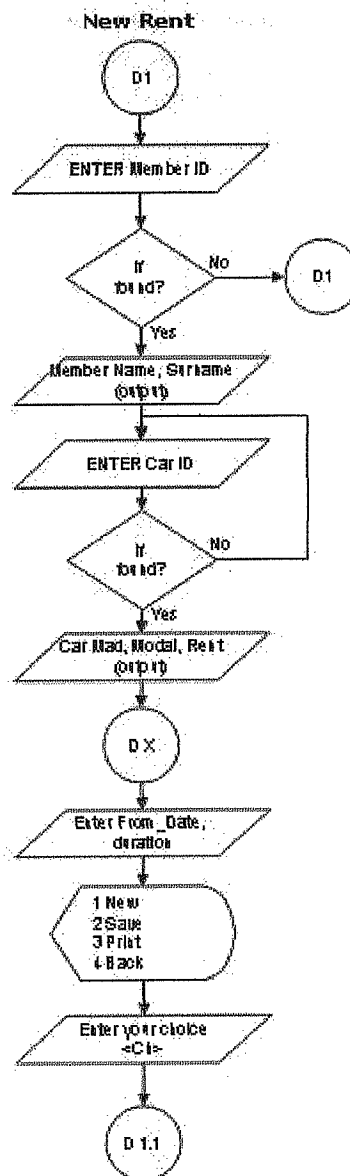 New Rent
D1
ENTER Member ID
If
found?
No
D1
Yes
Member Name, Surname
(output)
ENTER Car ID
If
found?
No
Yes
Car Mad, Modal, Rent
(output)
D X
Enter From_Date,
duration
1 New
2 Save
3 Print
4 Back
Enter your choice
<Ch>
D 1.1